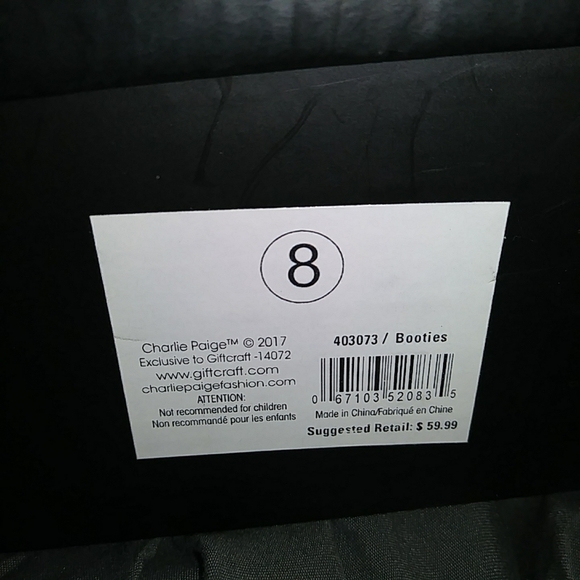 8
Charlie Paige™ © 2017
Exclusive to Giftcraft -14072
www.giftcraft.com
charliepaigefashion.com
ATTENTION:
Not recommended for children
Non recommandé pour les enfants
403073 / Booties
0 67103 52083 5
Made in China/Fabriqué en Chine
Suggested Retail: $ 59.99